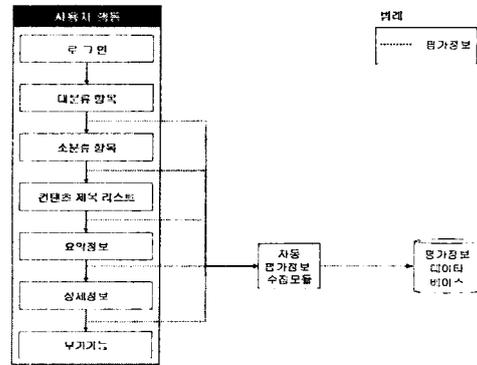 사용자 행동
범례
로그인
평가정보
대분류 항목
소분류 항목
컨텐츠 제목 리스트
요약정보
자동
평가정보
수집모듈
평가정보
데이타
베이스
상세정보
부가기능